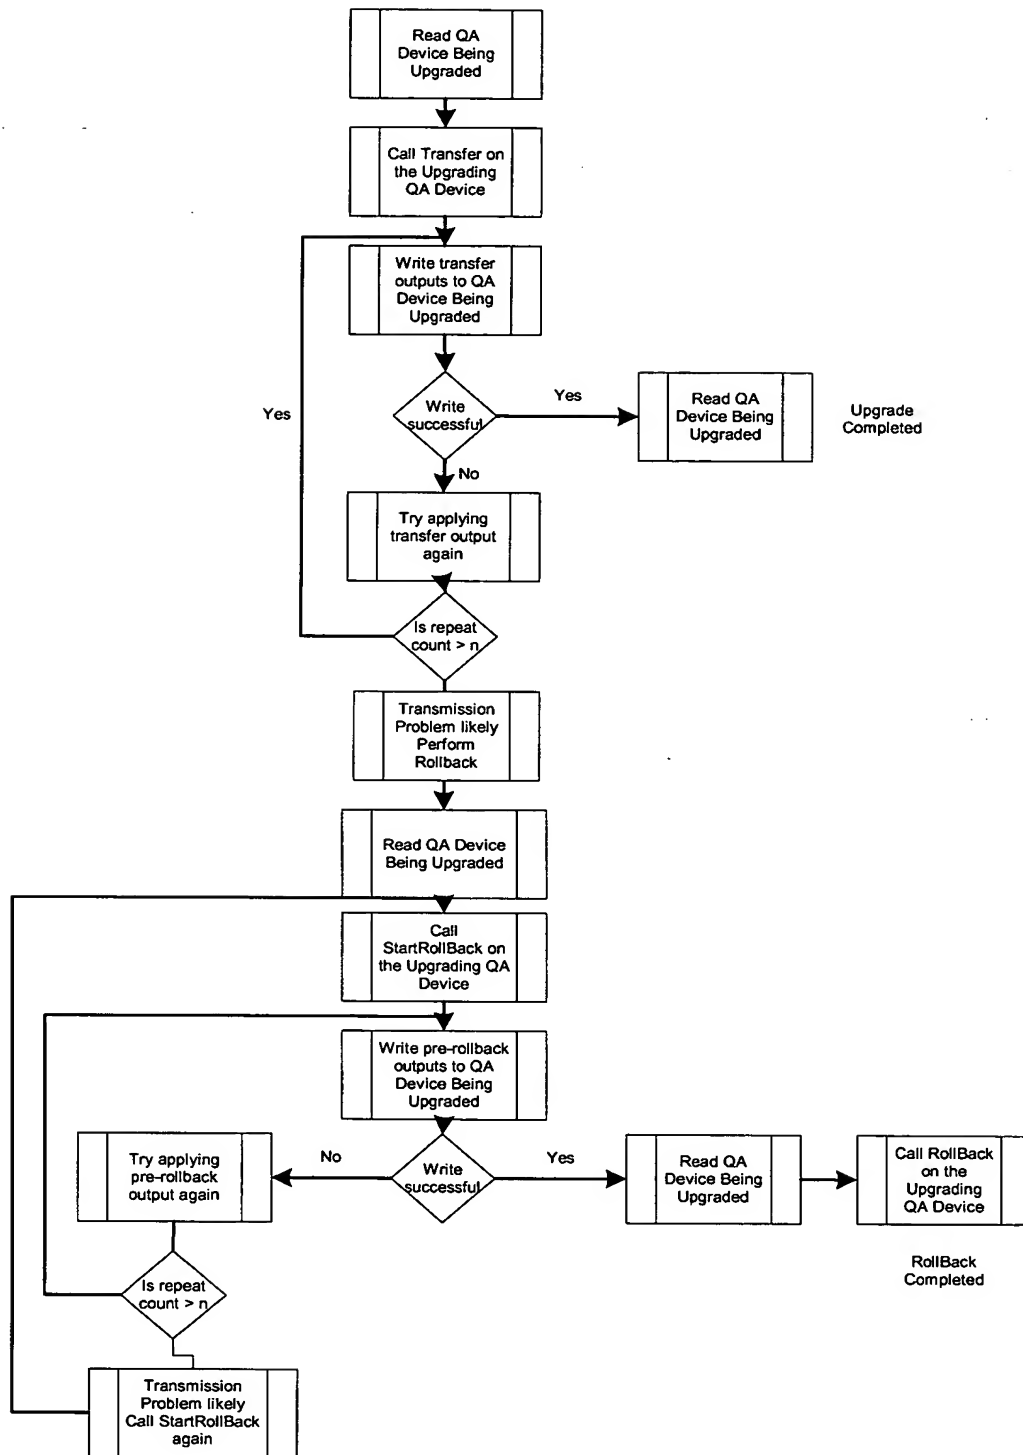 Read QA
Device Being
Upgraded
Call Transfer on
the Upgrading
QA Device
Write transfer
outputs to QA
Device Being
Upgraded
Yes
Write
successful
Yes
Read QA
Device Being
Upgraded
Upgrade
Completed
No
Try applying
transfer output
again
Is repeat
count > n
Transmission
Problem likely
Perform
Rollback
Read QA Device
Being Upgraded
Call
StartRollBack on
the Upgrading QA
Device
Write pre-rollback
outputs to QA
Device Being
Upgraded
Try applying
pre-rollback
output again
No
Write
successful
Yes
Read QA
Device Being
Upgraded
Call RollBack
on the
Upgrading
QA Device
RollBack
Completed
Is repeat
count > n
Transmission
Problem likely
Call StartRollBack
again